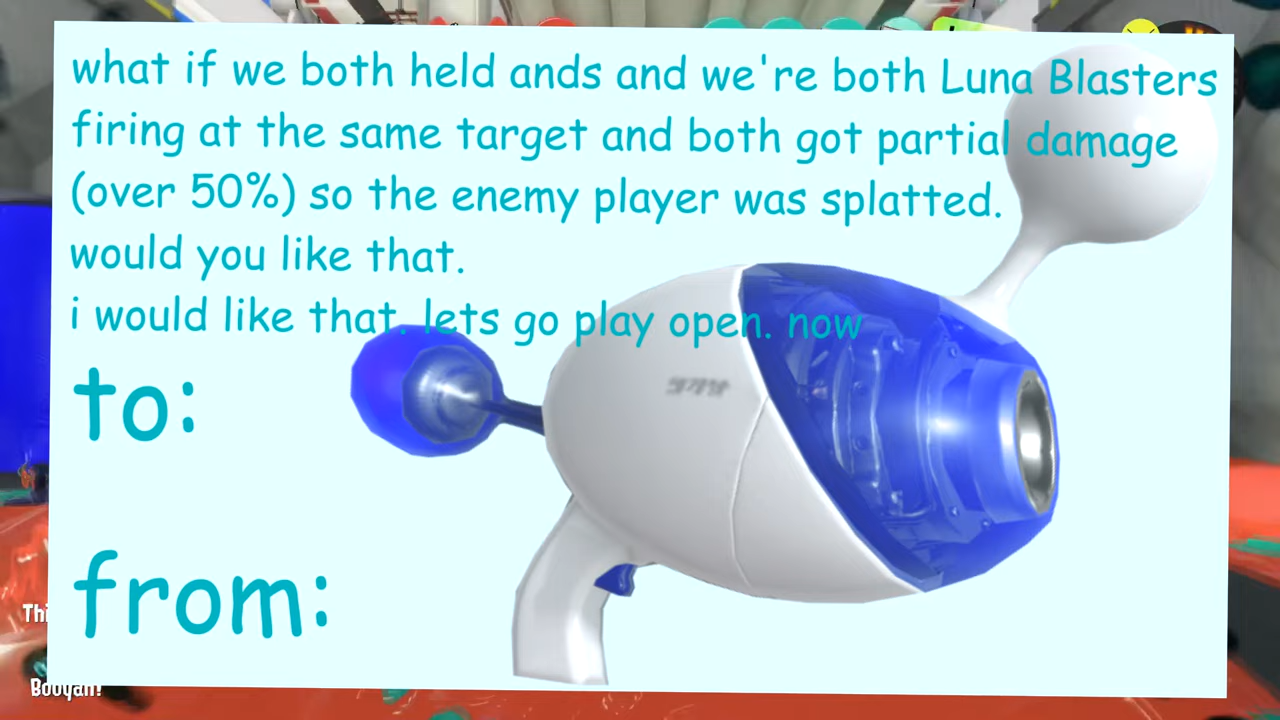 what if we both held ands and we're both Luna Blasters
firing at the same target and both got partial damage
(over 50%) so the enemy player was splatted.
would you like that.
i would like that. lets go play open. now
to:
from:
Thi
Booyah!